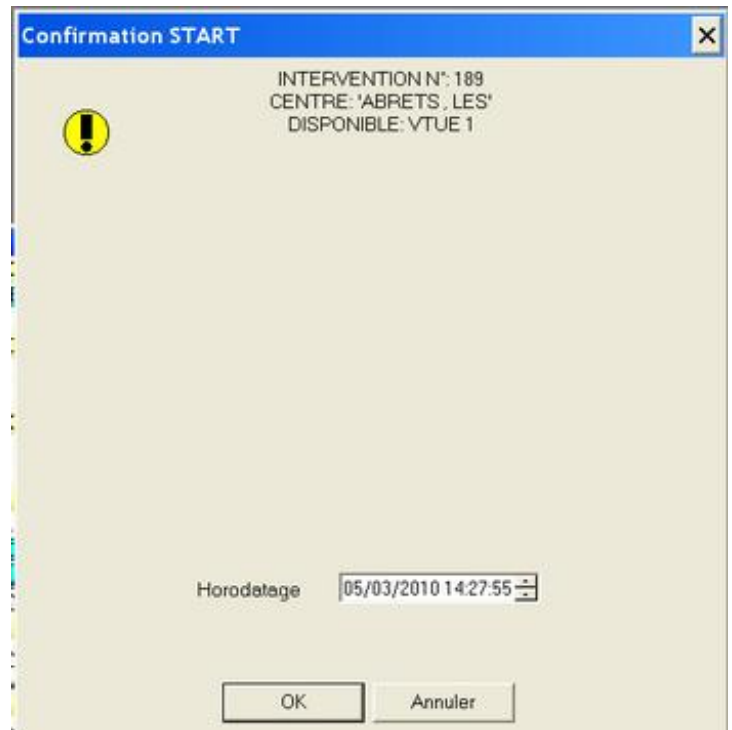 Confirmation START
INTERVENTION N°: 189
CENTRE: 'ABRETS , LES'
DISPONIBLE: VTUE 1
Horodatage 05/03/2010 14:27:55
OK Annuler